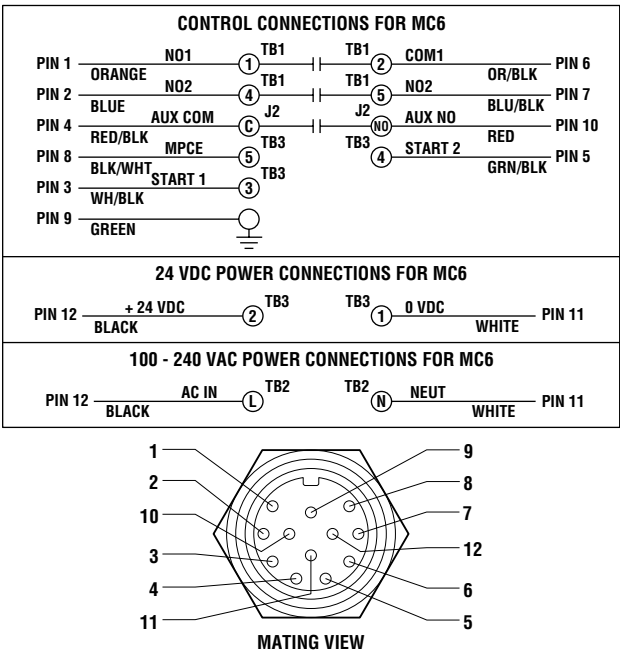 CONTROL CONNECTIONS FOR MC6
PIN 1 NO1 1 TB1 TB1 2 COM1 PIN 6
ORANGE OR/BLK
PIN 2 NO2 4 TB1 TB1 5 NO2 PIN 7
BLUE BLU/BLK
PIN 4 AUX COM C J2 J2 NO AUX NO PIN 10
RED/BLK RED
PIN 8 MPCE 5 TB3 TB3 4 START 2 PIN 5
BLK/WHT GRN/BLK
PIN 3 START 1 3 TB3
WH/BLK
PIN 9
GREEN
24 VDC POWER CONNECTIONS FOR MC6
PIN 12 + 24 VDC 2 TB3 TB3 1 0 VDC PIN 11
BLACK WHITE
100 - 240 VAC POWER CONNECTIONS FOR MC6
PIN 12 AC IN L TB2 TB2 N NEUT PIN 11
BLACK WHITE
1 9
2 8
10 7
3 12
4 6
11 5
MATING VIEW